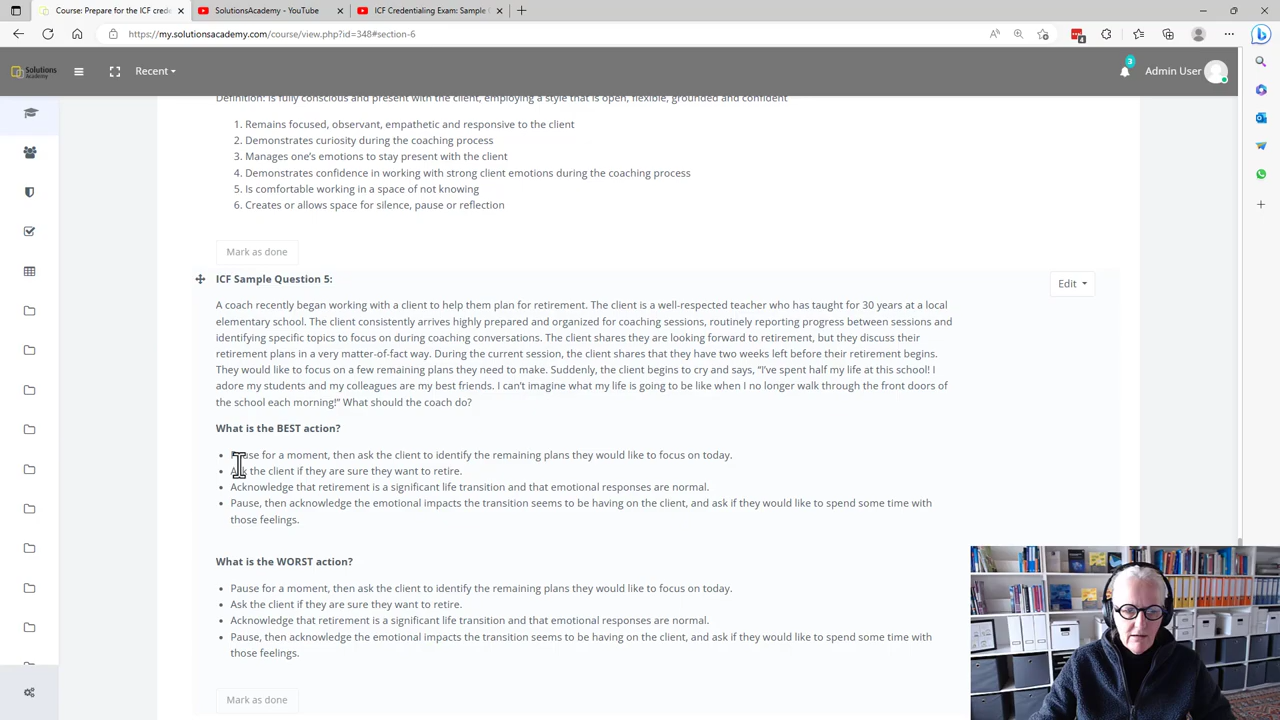 Course: Prepare for the ICF crede
SolutionsAcademy - YouTube
ICF Credentialing Exam: Sample
https://my.solutionsacademy.com/course/view.php?id=348#section-6
Solutions Academy
Recent
3
Admin User
Definition: Is fully conscious and present with the client, employing a style that is open, flexible, grounded and confident
1. Remains focused, observant, empathetic and responsive to the client
2. Demonstrates curiosity during the coaching process
3. Manages one's emotions to stay present with the client
4. Demonstrates confidence in working with strong client emotions during the coaching process
5. Is comfortable working in a space of not knowing
6. Creates or allows space for silence, pause or reflection
Mark as done
ICF Sample Question 5:
Edit
A coach recently began working with a client to help them plan for retirement. The client is a well-respected teacher who has taught for 30 years at a local
elementary school. The client consistently arrives highly prepared and organized for coaching sessions, routinely reporting progress between sessions and
identifying specific topics to focus on during coaching conversations. The client shares they are looking forward to retirement, but they discuss their
retirement plans in a very matter-of-fact way. During the current session, the client shares that they have two weeks left before their retirement begins.
They would like to focus on a few remaining plans they need to make. Suddenly, the client begins to cry and says, "I've spent half my life at this school! I
adore my students and my colleagues are my best friends. I can't imagine what my life is going to be like when I no longer walk through the front doors of
the school each morning!" What should the coach do?
What is the BEST action?
• Pause for a moment, then ask the client to identify the remaining plans they would like to focus on today.
• Ask the client if they are sure they want to retire.
• Acknowledge that retirement is a significant life transition and that emotional responses are normal.
• Pause, then acknowledge the emotional impacts the transition seems to be having on the client, and ask if they would like to spend some time with
those feelings.
What is the WORST action?
• Pause for a moment, then ask the client to identify the remaining plans they would like to focus on today.
• Ask the client if they are sure they want to retire.
• Acknowledge that retirement is a significant life transition and that emotional responses are normal.
• Pause, then acknowledge the emotional impacts the transition seems to be having on the client, and ask if they would like to spend some time with
those feelings.
Mark as done